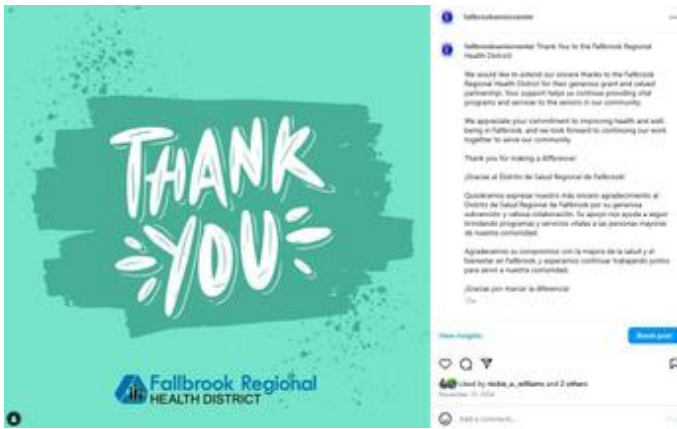 THANK
YOU
Fallbrook Regional
HEALTH DISTRICT
fallbrookseniorcenter
fallbrookseniorcenter Thank You to the Fallbrook Regional
Health District!
We would like to extend our sincere thanks to the Fallbrook
Regional Health District for their generous grant and valued
partnership. Your support helps us continue providing vital
programs and services to the seniors in our community.
We appreciate your commitment to improving health and well-
being in Fallbrook, and we look forward to continuing our work
together to serve our community.
Thank you for making a difference!
¡Gracias al Distrito de Salud Regional de Fallbrook!
Quisiéramos expresar nuestro más sincero agradecimiento al
Distrito de Salud Regional de Fallbrook por su generosa
subvención y valiosa colaboración. Su apoyo nos ayuda a seguir
brindando programas y servicios vitales a las personas mayores
de nuestra comunidad.
Agradecemos su compromiso con la mejora de la salud y el
bienestar en Fallbrook, y esperamos continuar trabajando juntos
para servir a nuestra comunidad.
¡Gracias por marcar la diferencia!
View insights
Boost post
Liked by nickie_a_williams and 2 others
Add a comment...